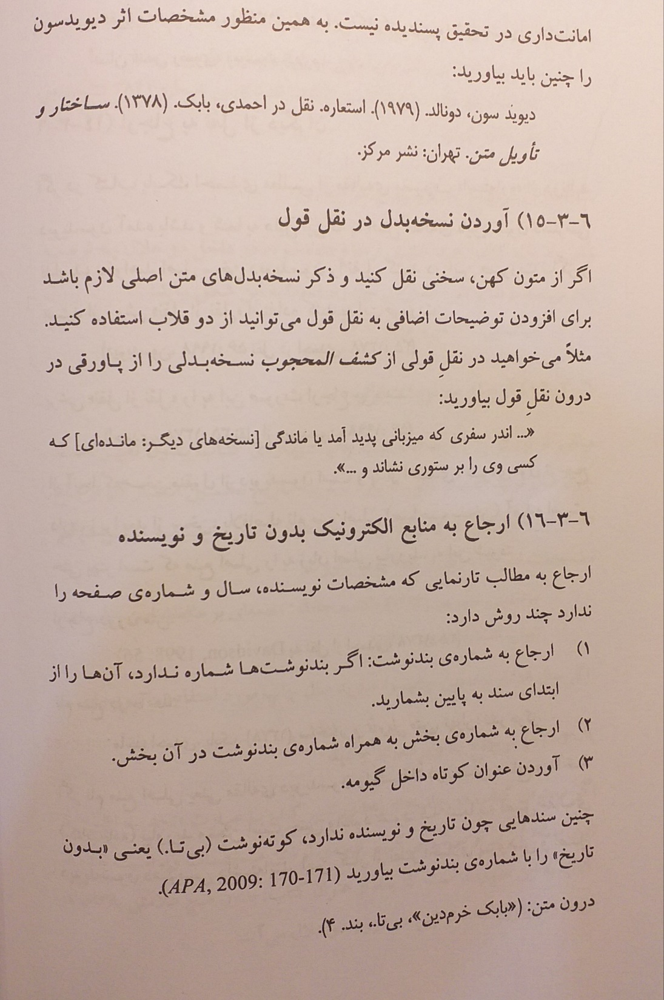 امانت‌داری در تحقیق پسندیده نیست. به همین منظور مشخصات اثر دیویدسون
را چنین باید بیاورید:
دیوید سون، دونالد. (۱۹۷۹). استعاره. نقل در احمدی، بابک. (۱۳۷۸). ساختار و
تأویل متن. تهران: نشر مرکز.
۶-۳-۱۵) آوردن نسخه‌بدل در نقل قول
اگر از متون کهن، سخنی نقل کنید و ذکر نسخه‌بدل‌های متن اصلی لازم باشد
برای افزودن توضیحات اضافی به نقل قول می‌توانید از دو قلاب استفاده کنید.
مثلاً می‌خواهید در نقلِ قولی از کشف المحجوب نسخه‌بدلی را از پاورقی در
درون نقلِ قول بیاورید:
«... اندر سفری که میزبانی پدید آمد یا ماندگی [نسخه‌های دیگر: مانده‌ای] که
کسی وی را بر ستوری نشاند و ...».
۶-۳-۱۶) ارجاع به منابع الکترونیک بدون تاریخ و نویسنده
ارجاع به مطالب تارنمایی که مشخصات نویسنده، سال و شماره‌ی صفحه را
ندارد چند روش دارد:
۱) ارجاع به شماره‌ی بندنوشت: اگر بندنوشت‌ها شماره ندارد، آن‌ها را از
ابتدای سند به پایین بشمارید.
۲) ارجاع به شماره‌ی بخش به همراه شماره‌ی بندنوشت در آن بخش.
۳) آوردن عنوان کوتاه داخل گیومه.
چنین سندهایی چون تاریخ و نویسنده ندارد، کوته‌نوشت (بی‌تا.) یعنی «بدون
تاریخ» را با شماره‌ی بندنوشت بیاورید (APA, 2009: 170-171).
درون متن: («بابک خرم‌دین»، بی‌تا.، بند. ۴).